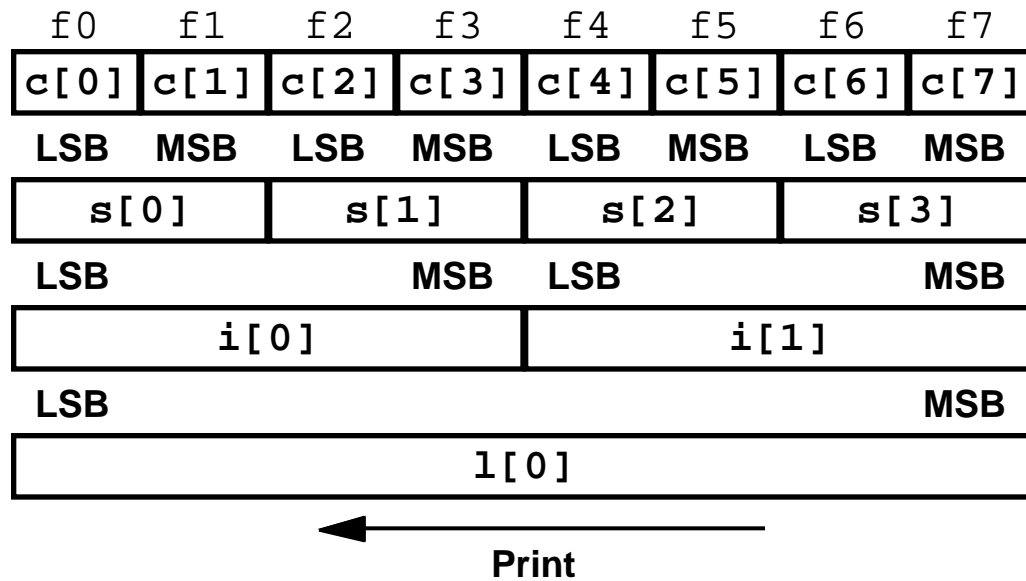 f0 f1 f2 f3 f4 f5 f6 f7
c[0] c[1] c[2] c[3] c[4] c[5] c[6] c[7]
LSB MSB LSB MSB LSB MSB LSB MSB
s[0] s[1] s[2] s[3]
LSB MSB LSB MSB
i[0] i[1]
LSB MSB
l[0]
Print